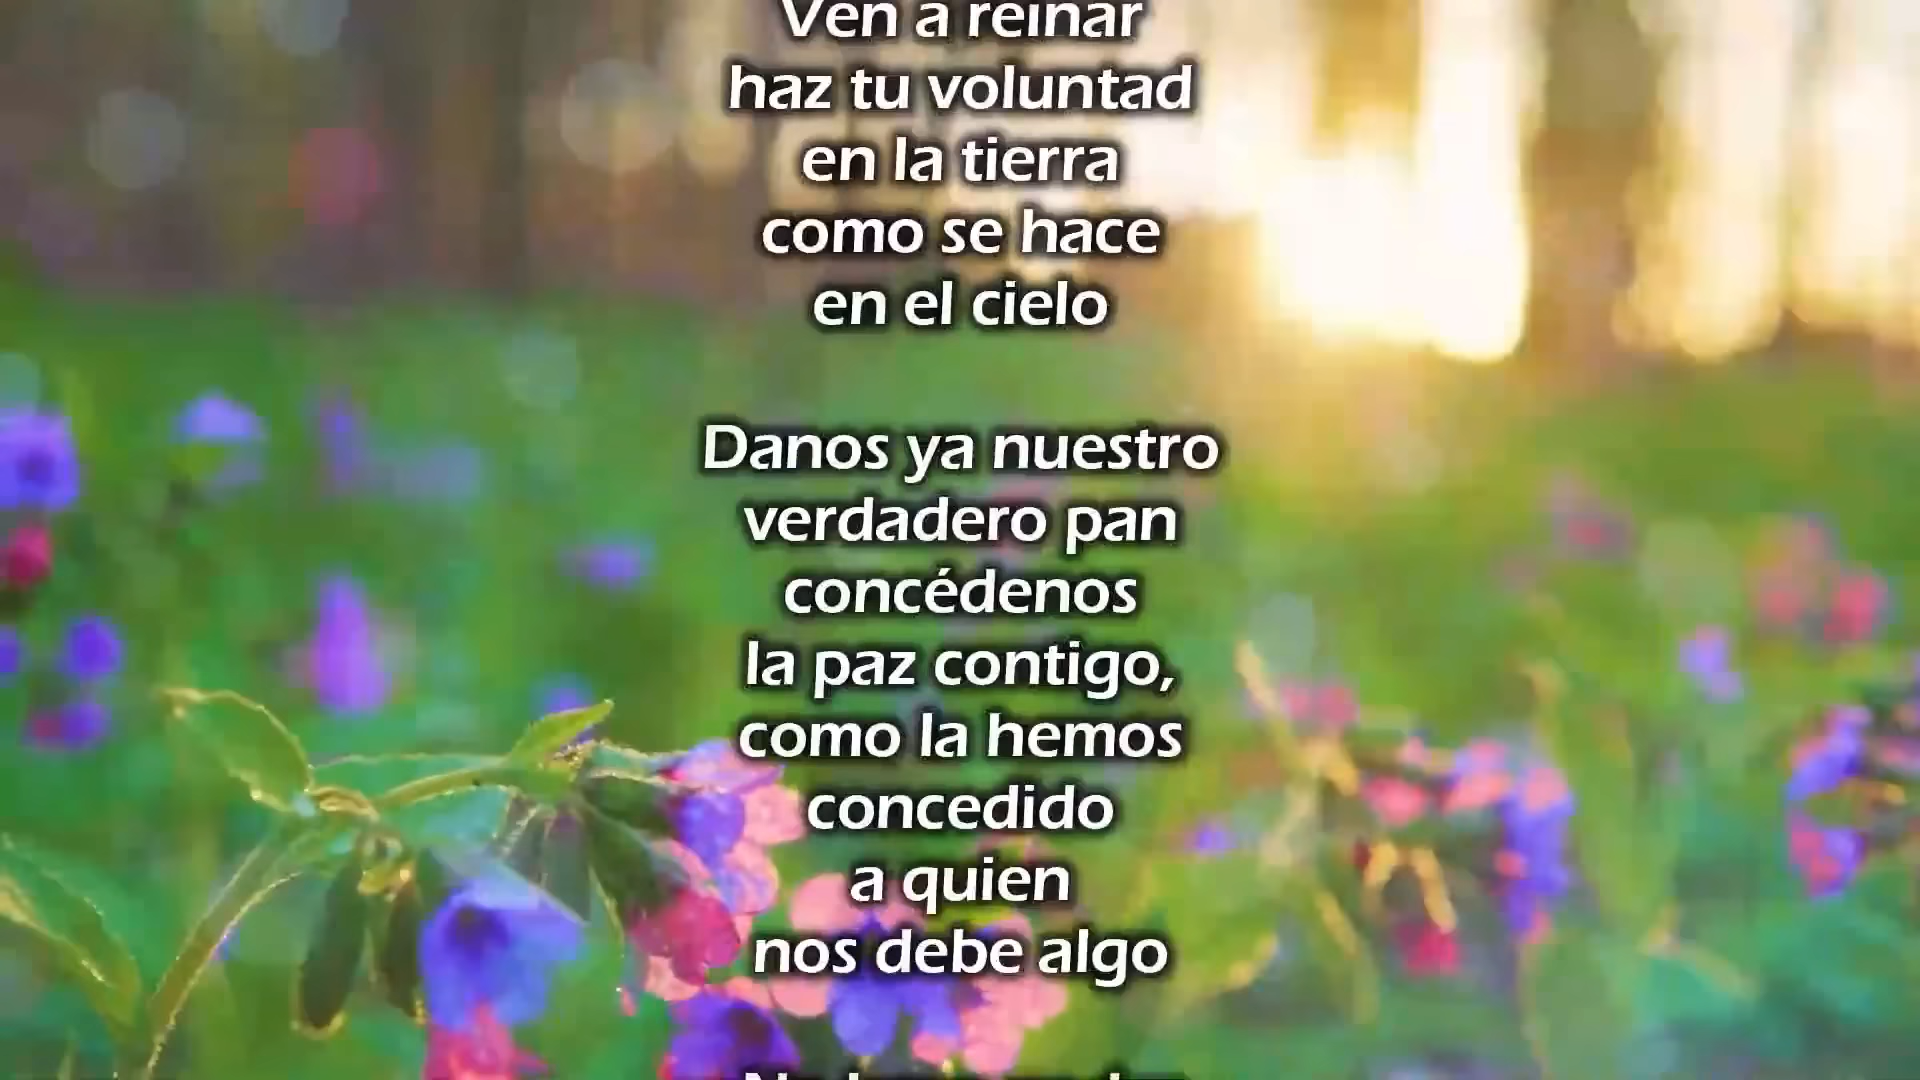 Ven a reinar
haz tu voluntad
en la tierra
como se hace
en el cielo
Danos ya nuestro
verdadero pan
concédenos
la paz contigo,
como la hemos
concedido
a quien
nos debe algo